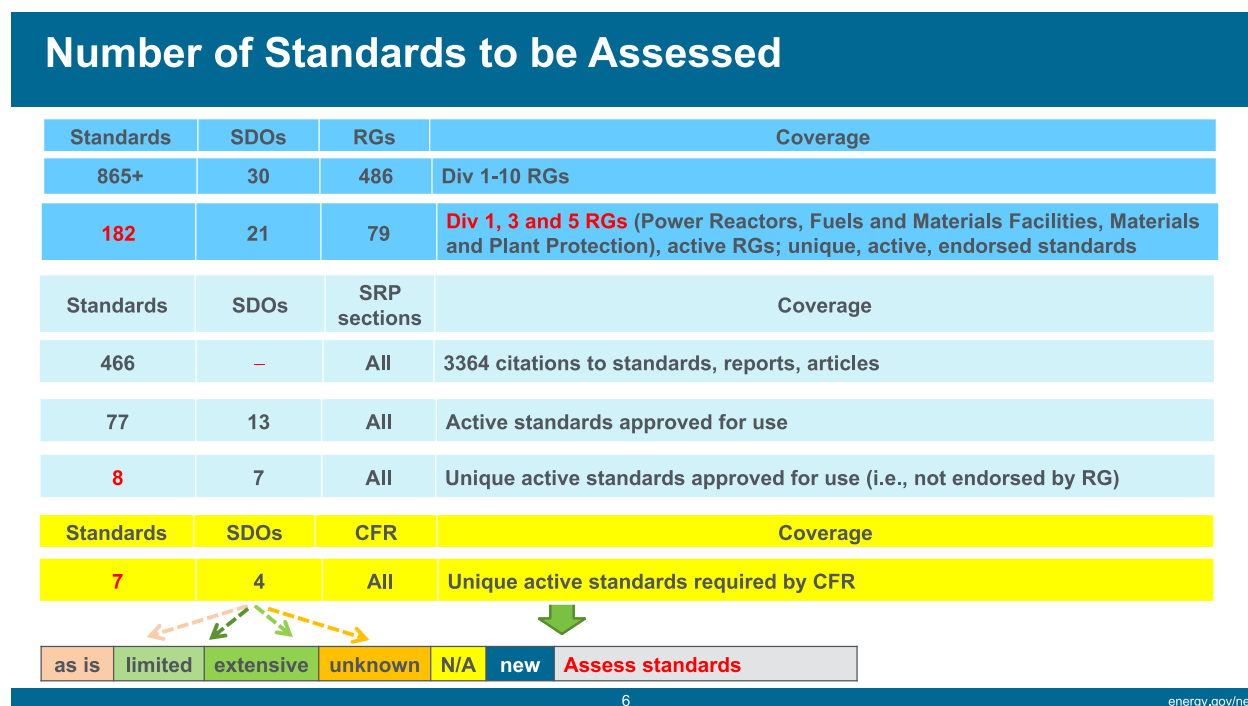 Number of Standards to be Assessed
Standards SDOs RGs Coverage
865+ 30 486 Div 1-10 RGs
182 21 79 Div 1, 3 and 5 RGs (Power Reactors, Fuels and Materials Facilities, Materials
and Plant Protection), active RGs; unique, active, endorsed standards
Standards SDOs SRP sections Coverage
466 – All 3364 citations to standards, reports, articles
77 13 All Active standards approved for use
8 7 All Unique active standards approved for use (i.e., not endorsed by RG)
Standards SDOs CFR Coverage
7 4 All Unique active standards required by CFR
as is limited extensive unknown N/A new Assess standards
6 energy.gov/ne